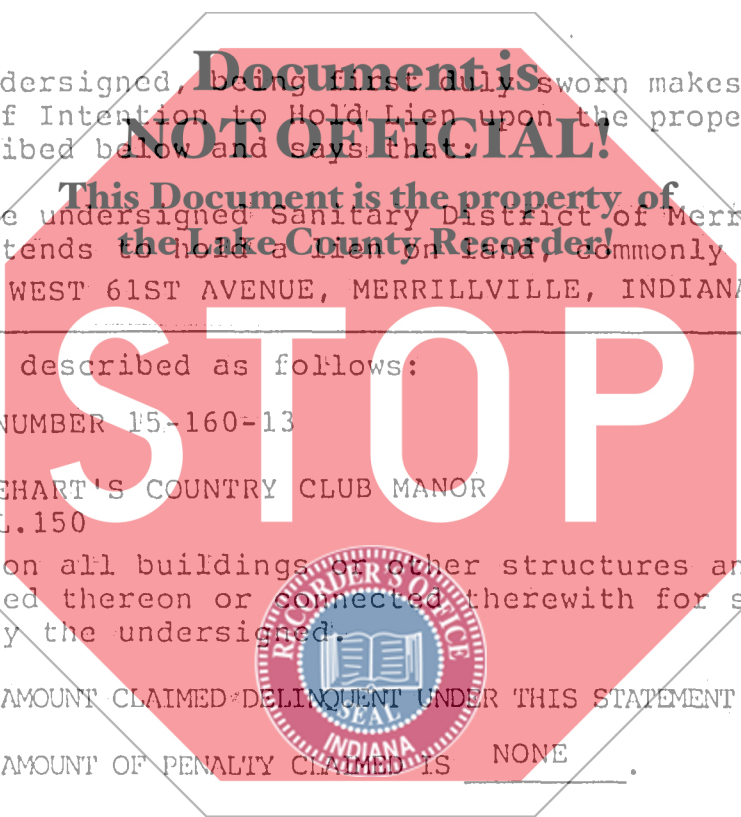 Document is
dersigned, being first duly sworn makes
f Intention to Hold Lien upon the prope
NOT OFFICIAL!
ibed below and says that:
This Document is the property of
e undersigned Sanitary District of Merr
the Lake County Recorder!
tends to hold a lien on land, commonly
WEST 61ST AVENUE, MERRILLVILLE, INDIANA
STOP
described as follows:
NUMBER 15-160-13
EHART'S COUNTRY CLUB MANOR
L.150
on all buildings or other structures an
ed thereon or connected therewith for s
y the undersigned.
RECORDER'S OFFICE
SEAL
INDIANA
AMOUNT CLAIMED DELINQUENT UNDER THIS STATEMENT
AMOUNT OF PENALTY CLAIMED IS NONE .